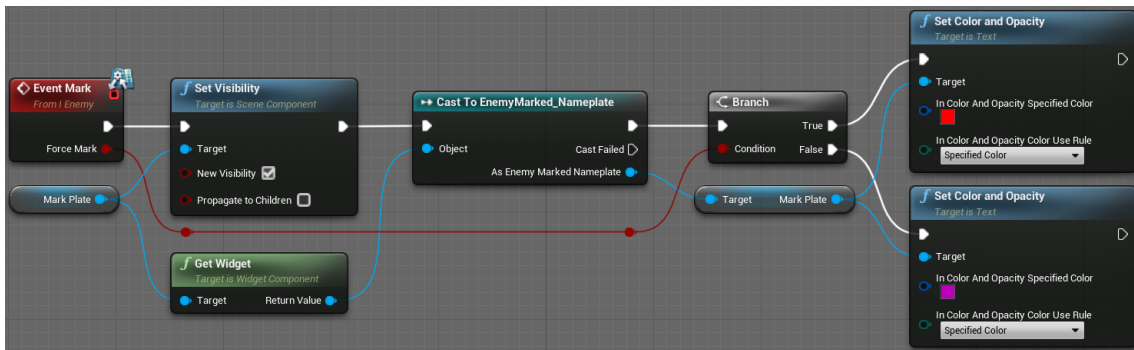 Event Mark
From I Enemy
Force Mark
Mark Plate
Set Visibility
Target is Scene Component
Target
New Visibility
Propagate to Children
Get Widget
Target is Widget Component
Target Return Value
Cast To EnemyMarked_Nameplate
Object
Cast Failed
As Enemy Marked Nameplate
Branch
True
Condition False
Target Mark Plate
Set Color and Opacity
Target is Text
Target
In Color And Opacity Specified Color
In Color And Opacity Color Use Rule
Specified Color
Set Color and Opacity
Target is Text
Target
In Color And Opacity Specified Color
In Color And Opacity Color Use Rule
Specified Color